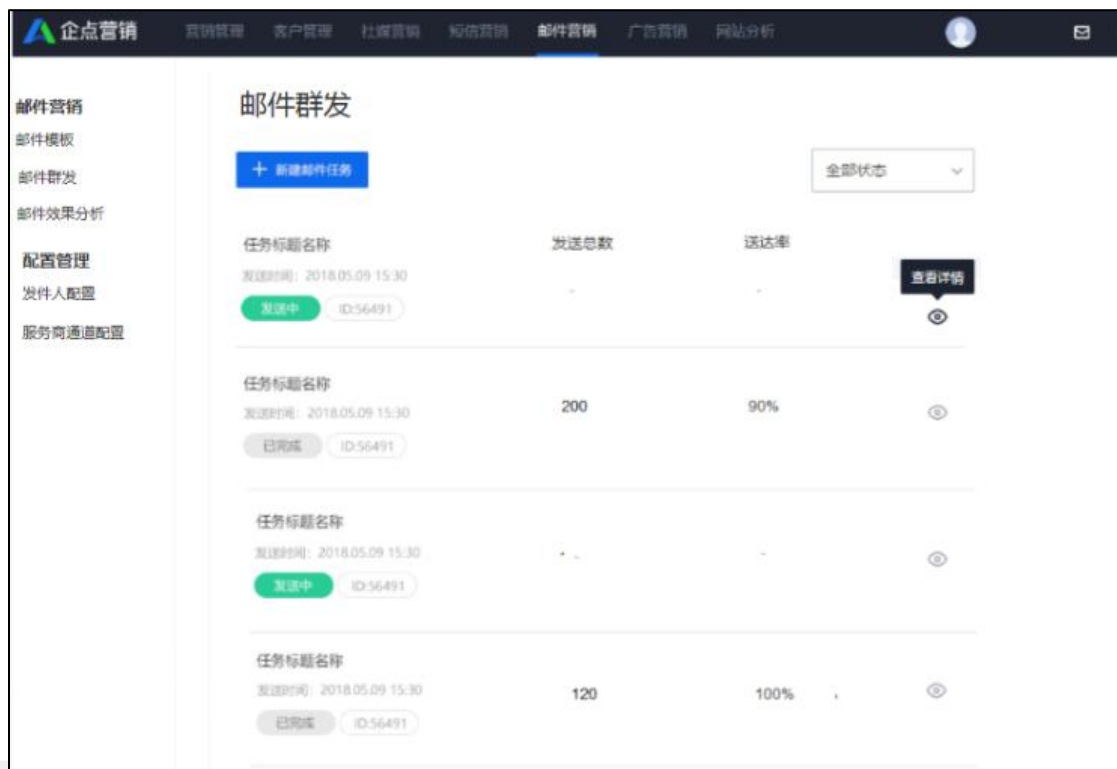 企点营销 营销管理 客户管理 社媒营销 短信营销 邮件营销 广告营销 网站分析
邮件营销
邮件模板
邮件群发
邮件效果分析
配置管理
发件人配置
服务商通道配置
邮件群发
+ 新建邮件任务 全部状态
任务标题名称 发送总数 送达率
发送时间: 2018.05.09 15:30 - -
查看详情
发送中 ID:56491
任务标题名称
发送时间: 2018.05.09 15:30 200 90%
已完成 ID:56491
任务标题名称
发送时间: 2018.05.09 15:30 - -
发送中 ID:56491
任务标题名称
发送时间: 2018.05.09 15:30 120 100%
已完成 ID:56491